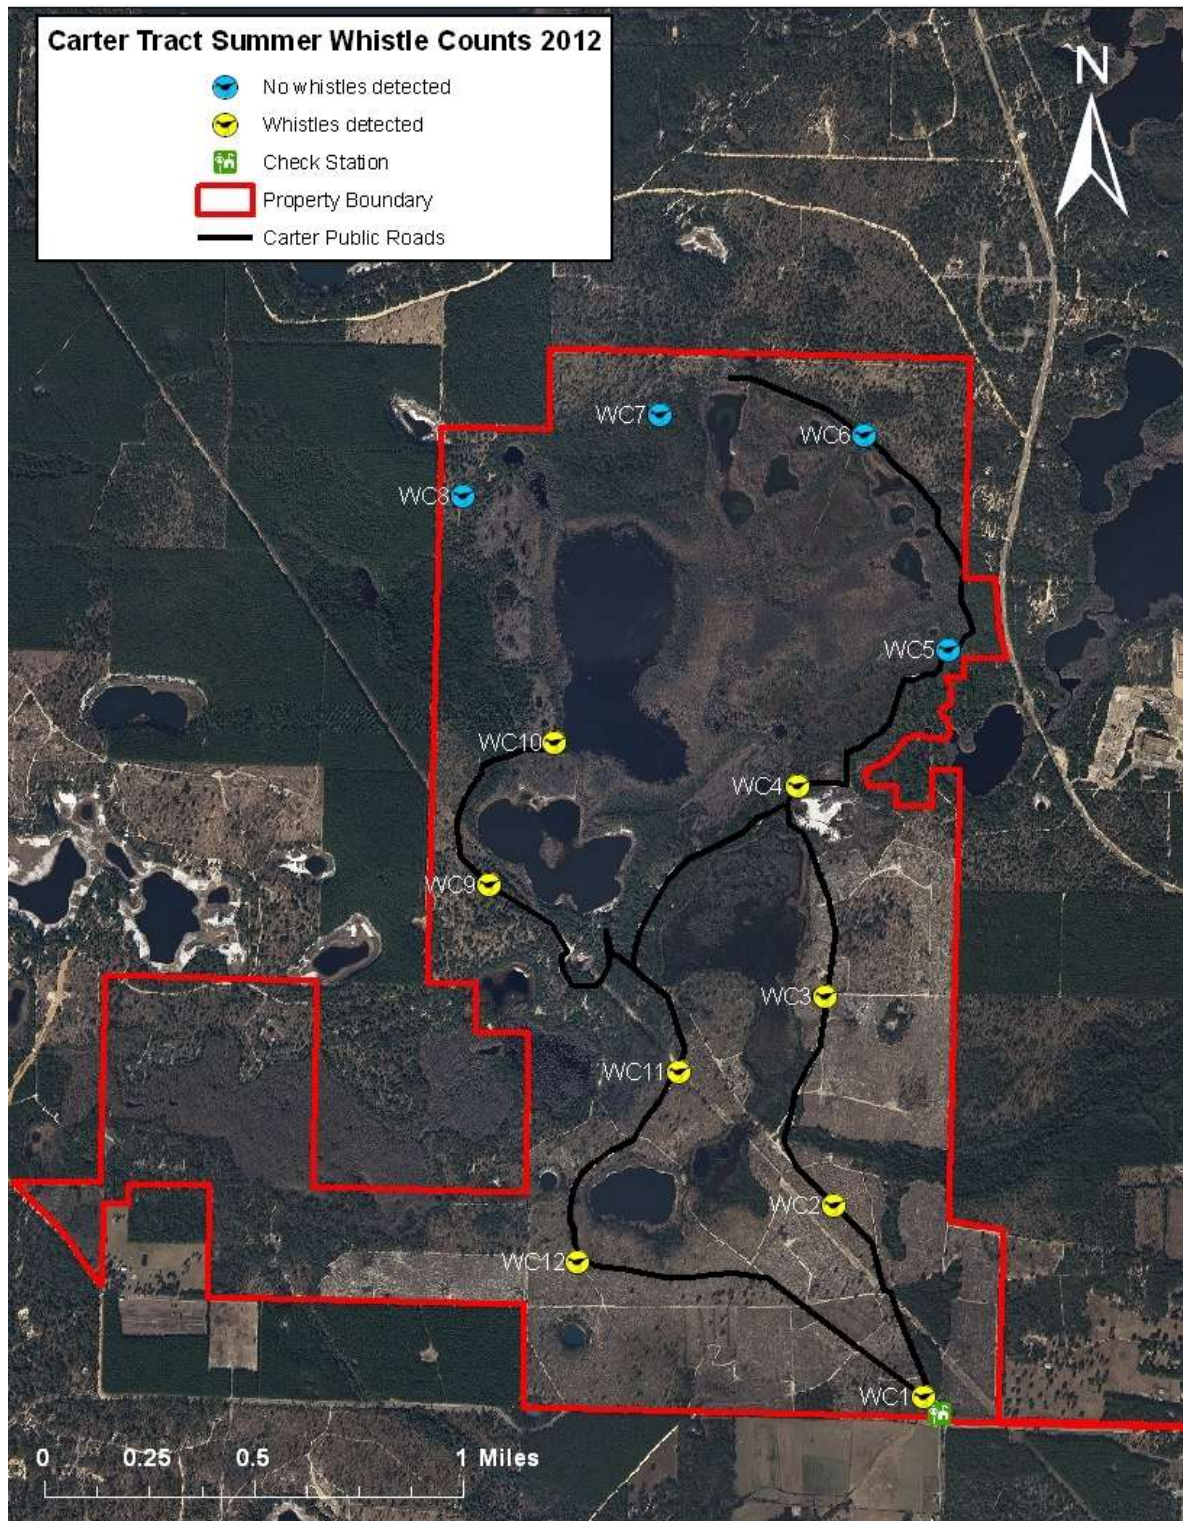 Carter Tract Summer Whistle Counts 2012
No whistles detected
Whistles detected
Check Station
Property Boundary
Carter Public Roads
N
WC7
WC6
WC8
WC5
WC10
WC4
WC9
WC3
WC11
WC2
WC12
WC1
0 0.25 0.5 1 Miles